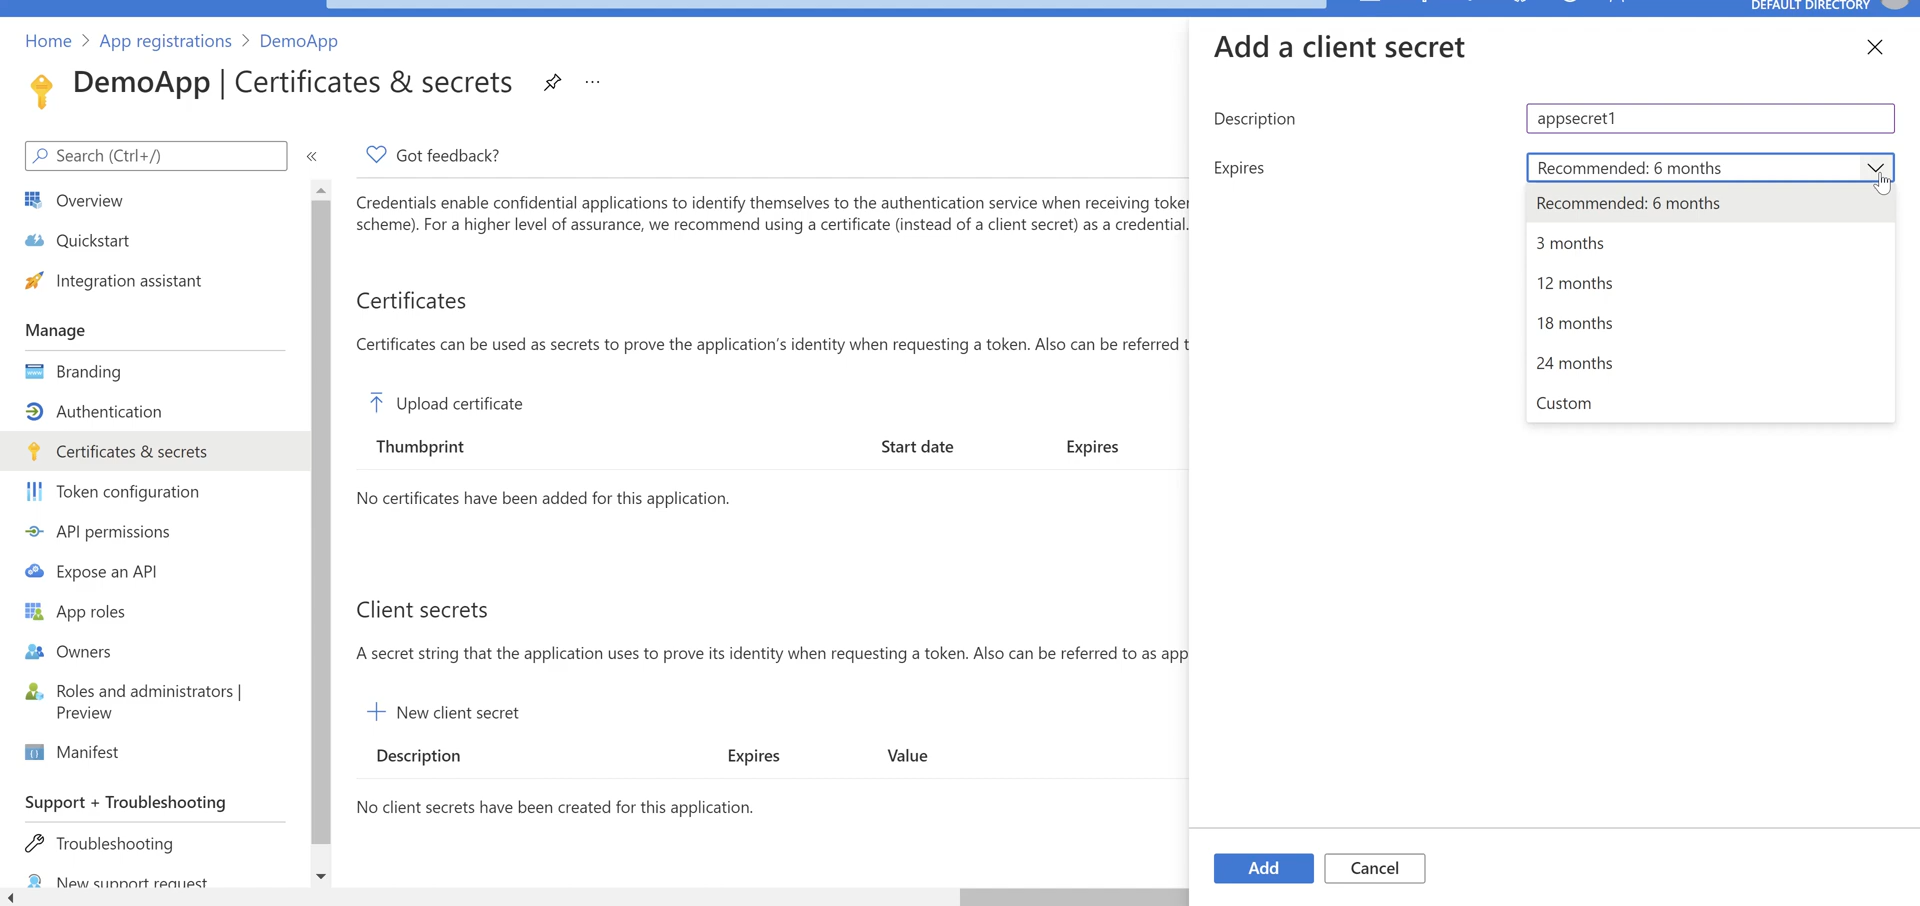 DEFAULT DIRECTORY
Home > App registrations > DemoApp
DemoApp | Certificates & secrets
...
Search (Ctrl+/)
«
Overview
Quickstart
Integration assistant
Manage
Branding
Authentication
Certificates & secrets
Token configuration
API permissions
Expose an API
App roles
Owners
Roles and administrators |
Preview
Manifest
Support + Troubleshooting
Troubleshooting
New support request
Got feedback?
Credentials enable confidential applications to identify themselves to the authentication service when receiving token
scheme). For a higher level of assurance, we recommend using a certificate (instead of a client secret) as a credential.
Certificates
Certificates can be used as secrets to prove the application's identity when requesting a token. Also can be referred t
Upload certificate
Thumbprint Start date Expires
No certificates have been added for this application.
Client secrets
A secret string that the application uses to prove its identity when requesting a token. Also can be referred to as app
New client secret
Description Expires Value
No client secrets have been created for this application.
Add a client secret
Description appsecret1
Expires Recommended: 6 months
Recommended: 6 months
3 months
12 months
18 months
24 months
Custom
Add Cancel